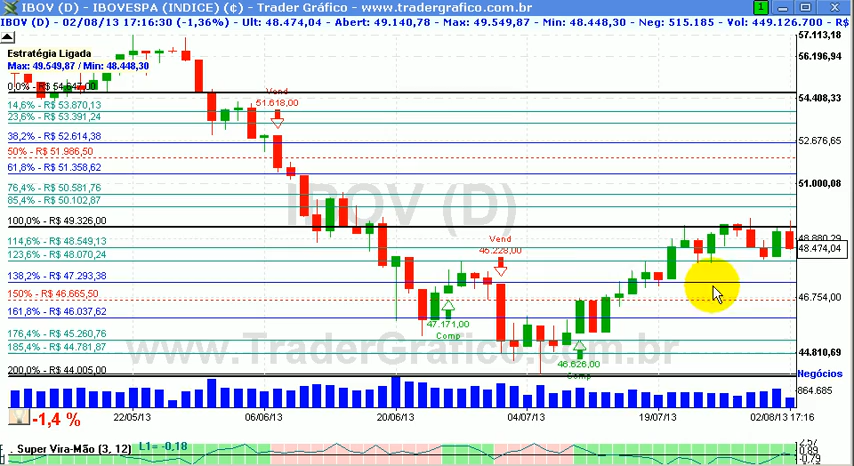 IBOV (D) - IBOVESPA (INDICE) (¢) - Trader Gráfico - tradergrafico.com.br
1
IBOV (D) - 02/08/13 17:16:30 (-1,36%) - Ult: 48.474,04 - Abert: 49.140,78 - Max: 49.549,87 - Min: 48.448,30 - Neg: 515.185 - Vol: 449.126.700 - R$
Estratégia Ligada
Max: 49.549,87 / Min: 48.448,30
0,0% - R$ 54.647,00
14,6% - R$ 53.870,13
23,6% - R$ 53.391,24
38,2% - R$ 52.614,38
50% - R$ 51.986,50
61,8% - R$ 51.358,62
76,4% - R$ 50.581,76
85,4% - R$ 50.102,87
100,0% - R$ 49.326,00
114,6% - R$ 48.549,13
123,6% - R$ 48.070,24
138,2% - R$ 47.293,38
150% - R$ 46.665,50
161,8% - R$ 46.037,62
176,4% - R$ 45.260,76
185,4% - R$ 44.781,87
200,0% - R$ 44.005,00
Vend
51.618,00
IBOV (D)
Vend
45.228,00
47.171,00
Comp
46.626,00
Comp
www.TraderGrafico.com.br
57.113,18
56.196,94
54.408,33
52.676,65
51.000,08
48.880,29
48.474,04
46.754,00
44.810,69
Negócios
864.685
-1,4 %
22/05/13
06/06/13
20/06/13
04/07/13
19/07/13
02/08/13 17:16
Super Vira-Mão (3, 12)
L1= -0,18
2,57
0,89
-0,79